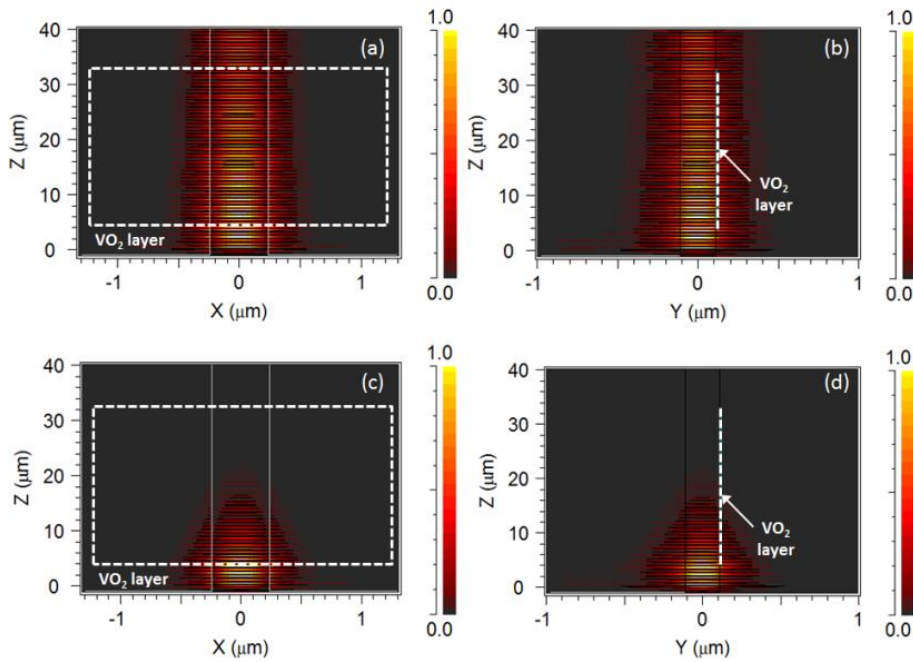 (a)
1.0
40
30
20
10
0
Z (μm)
VO₂ layer
-1
0
1
X (μm)
0.0
(b)
1.0
40
30
20
10
0
Z (μm)
VO₂
layer
-1
0
1
Y (μm)
0.0
(c)
1.0
40
30
20
10
0
Z (μm)
VO₂ layer
-1
0
1
X (μm)
0.0
(d)
1.0
40
30
20
10
0
Z (μm)
VO₂
layer
-1
0
1
Y (μm)
0.0